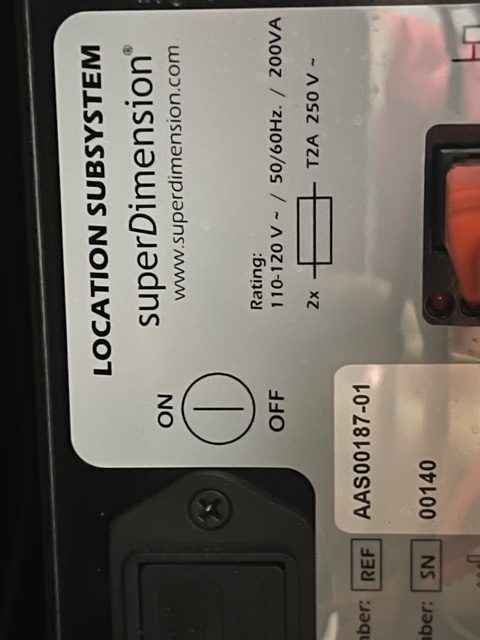 LOCATION SUBSYSTEM
superDimension®
www.superdimension.com
Rating:
110-120 V ~ / 50/60Hz. / 200VA
2x T2A 250 V ~
ON
OFF
REF AAS00187-01
SN 00140